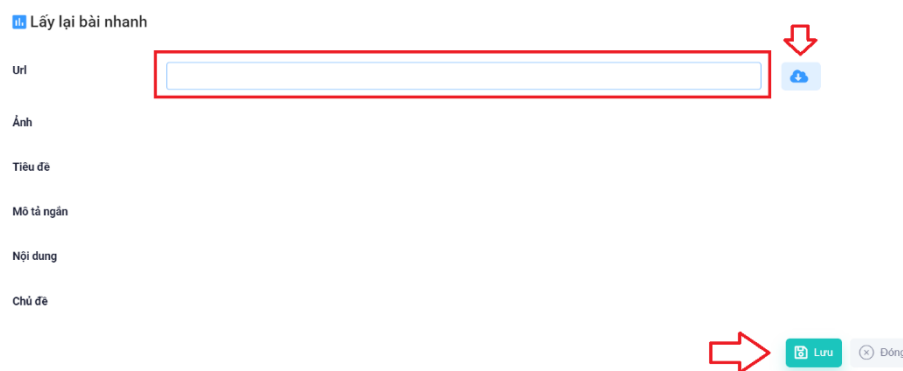 Lấy lại bài nhanh
Url
Ảnh
Tiêu đề
Mô tả ngắn
Nội dung
Chủ đề
Lưu
Đóng